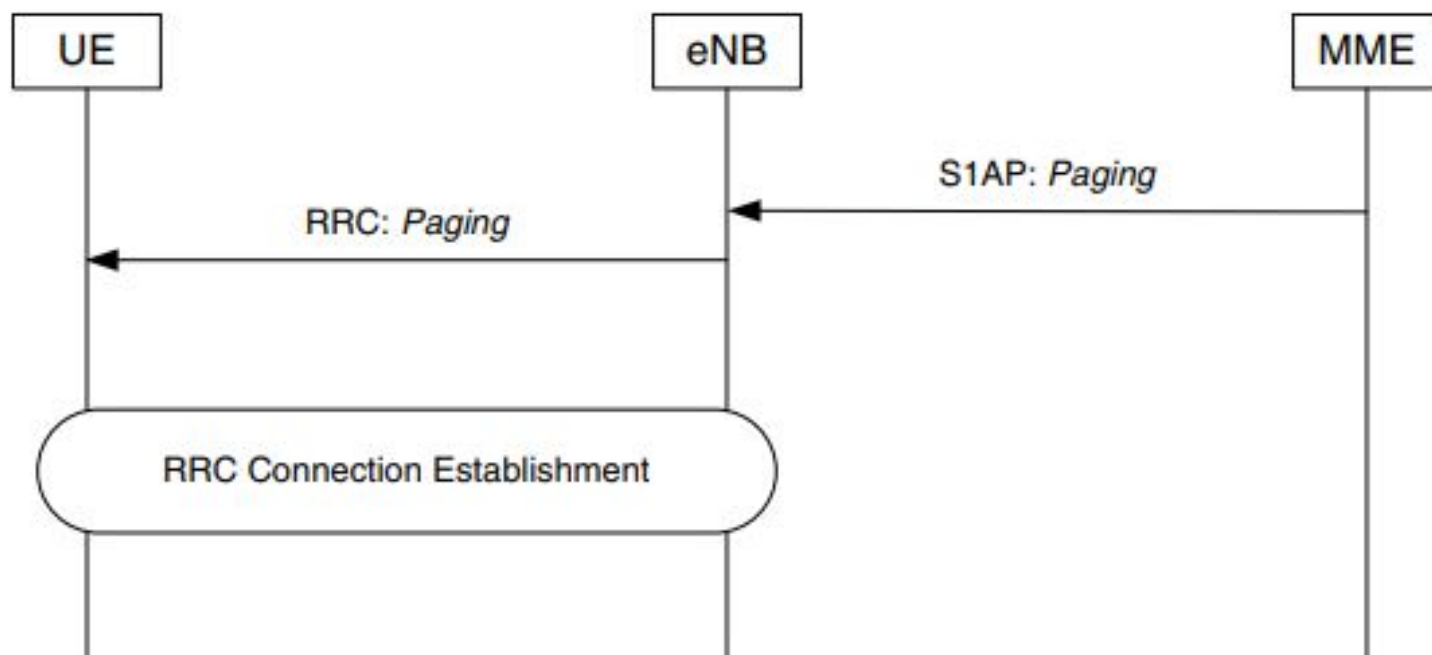 UE
eNB
MME
S1AP: Paging
RRC: Paging
RRC Connection Establishment